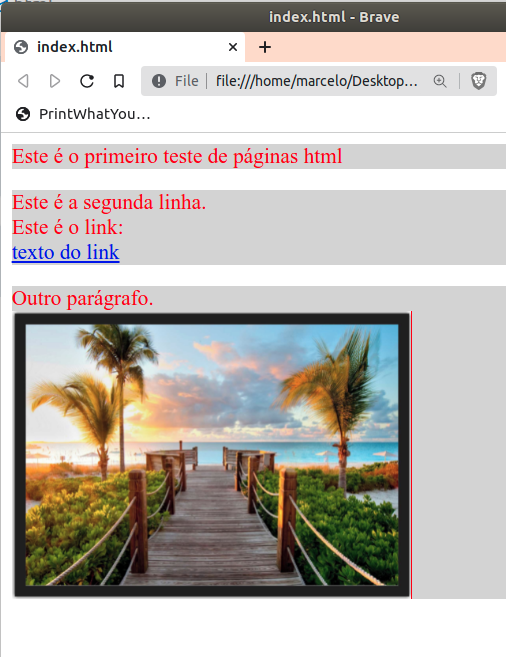 index.html - Brave
index.html
File
file:///home/marcelo/Desktop...
PrintWhatYou...
Este é o primeiro teste de páginas html
Este é a segunda linha.
Este é o link:
texto do link
Outro parágrafo.